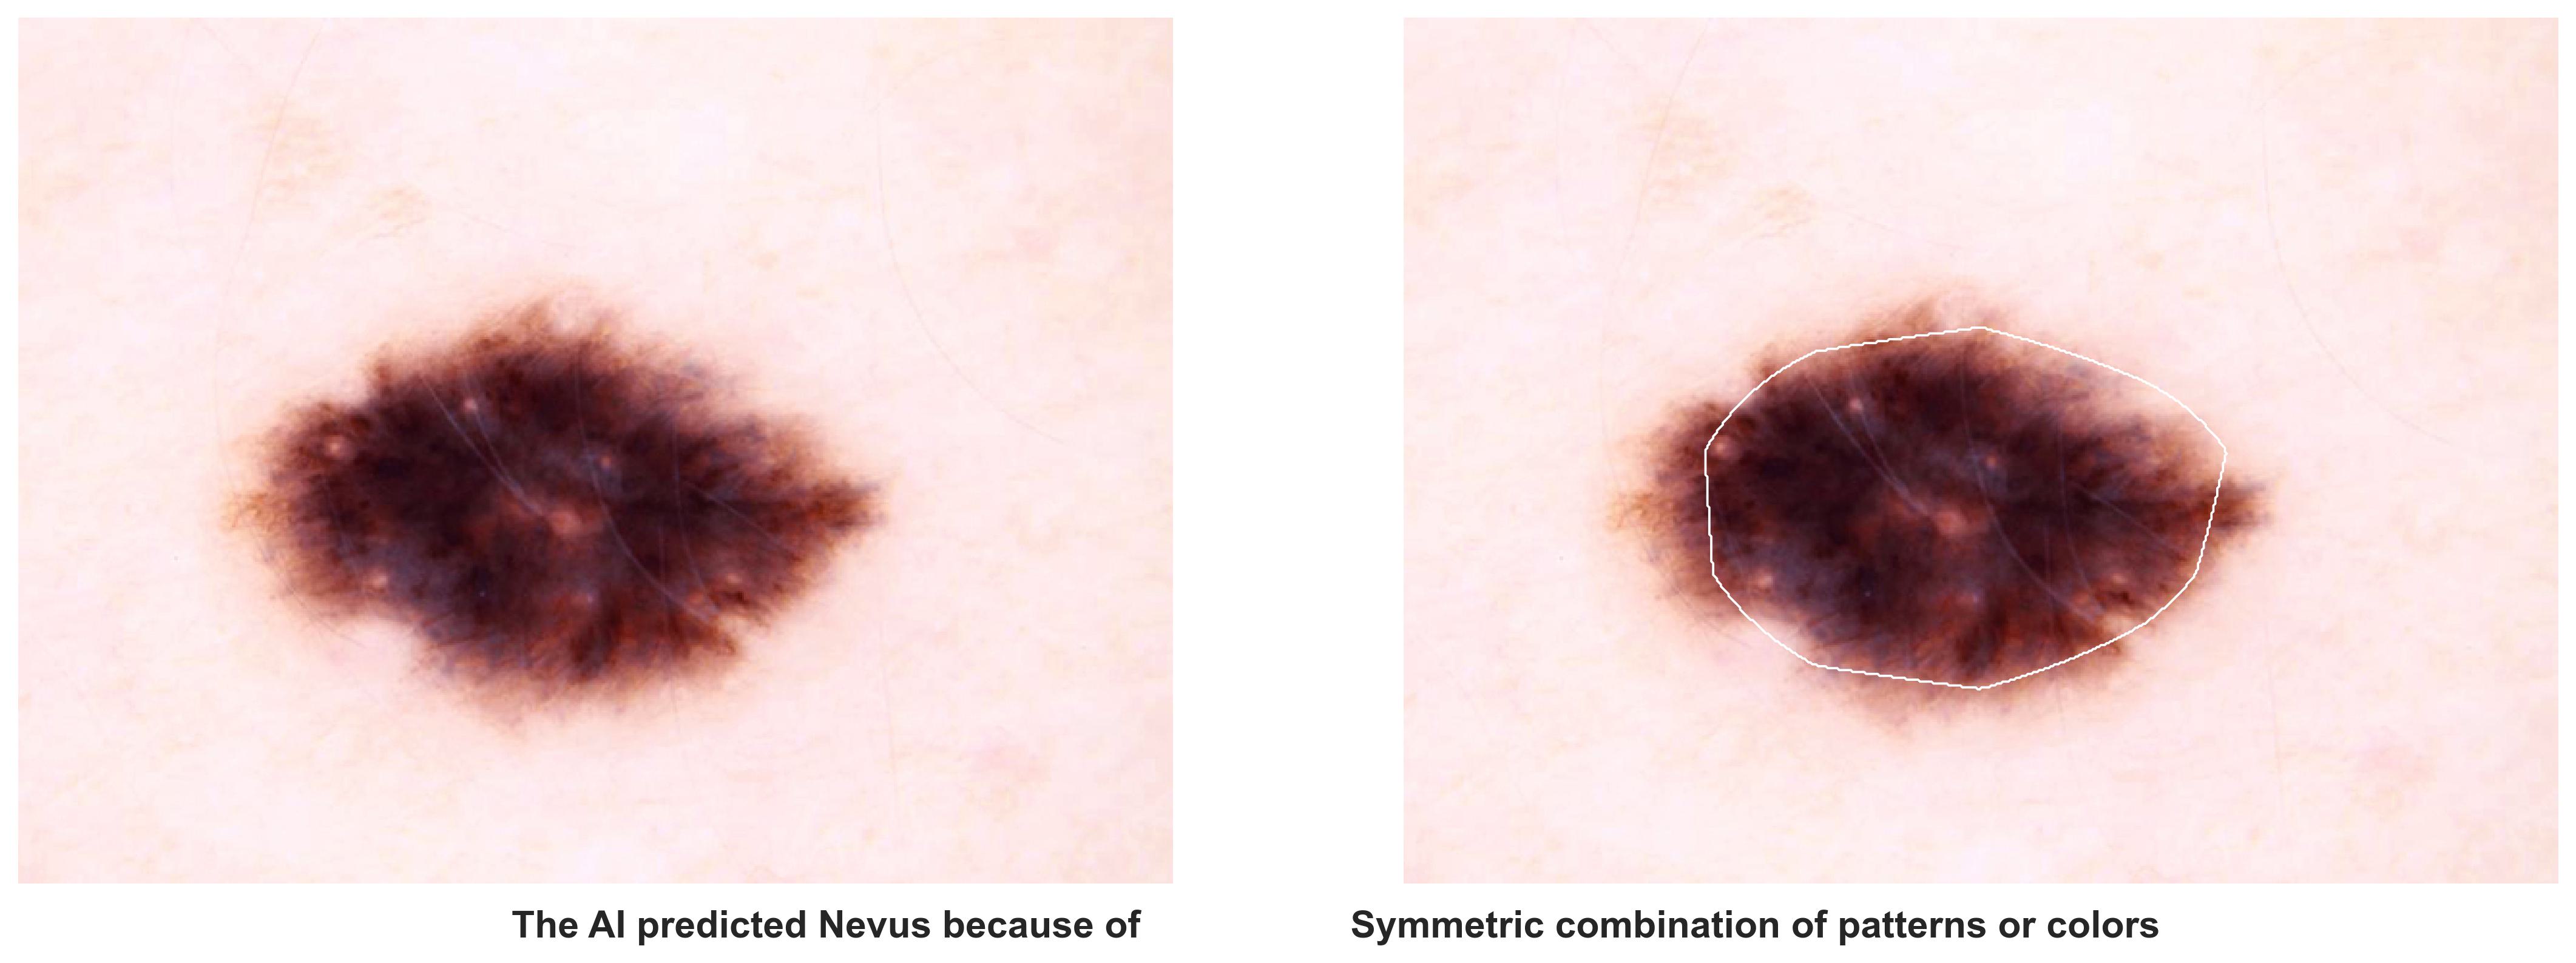 The AI predicted Nevus because of Symmetric combination of patterns or colors